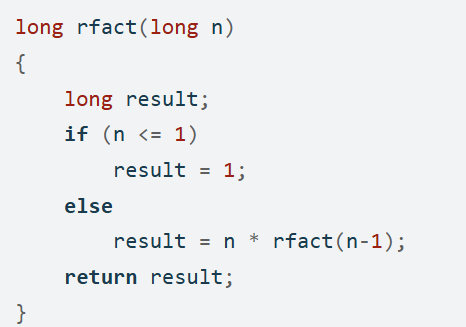 long rfact(long n)
{
    long result;
    if (n <= 1)
        result = 1;
    else
        result = n * rfact(n-1);
    return result;
}